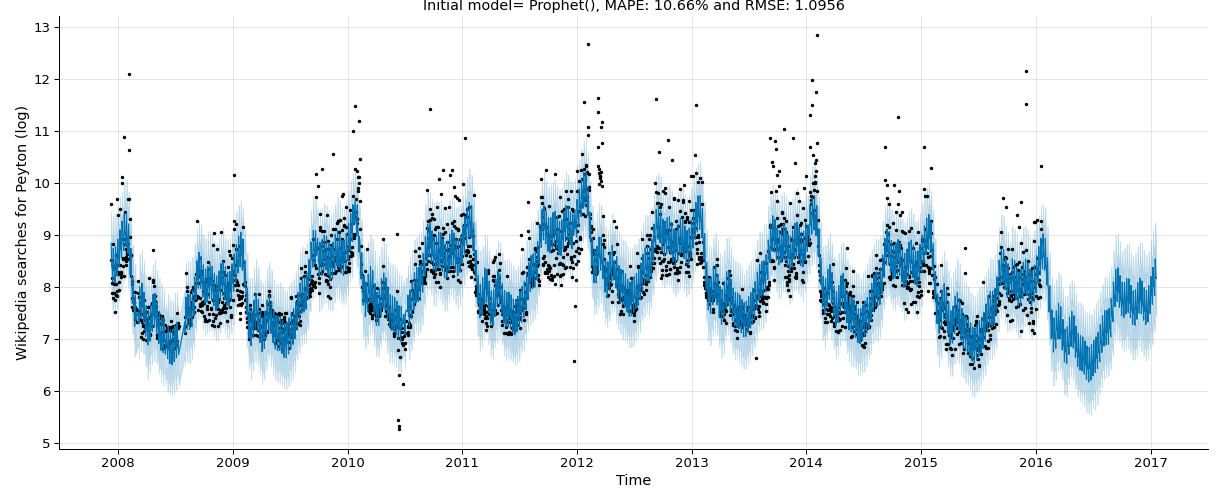 Initial model= Prophet(), MAPE: 10.66% and RMSE: 1.0956
13
12
11
10
9
8
7
6
5
Wikipedia searches for Peyton (log)
2008 2009 2010 2011 2012 2013 2014 2015 2016 2017
Time